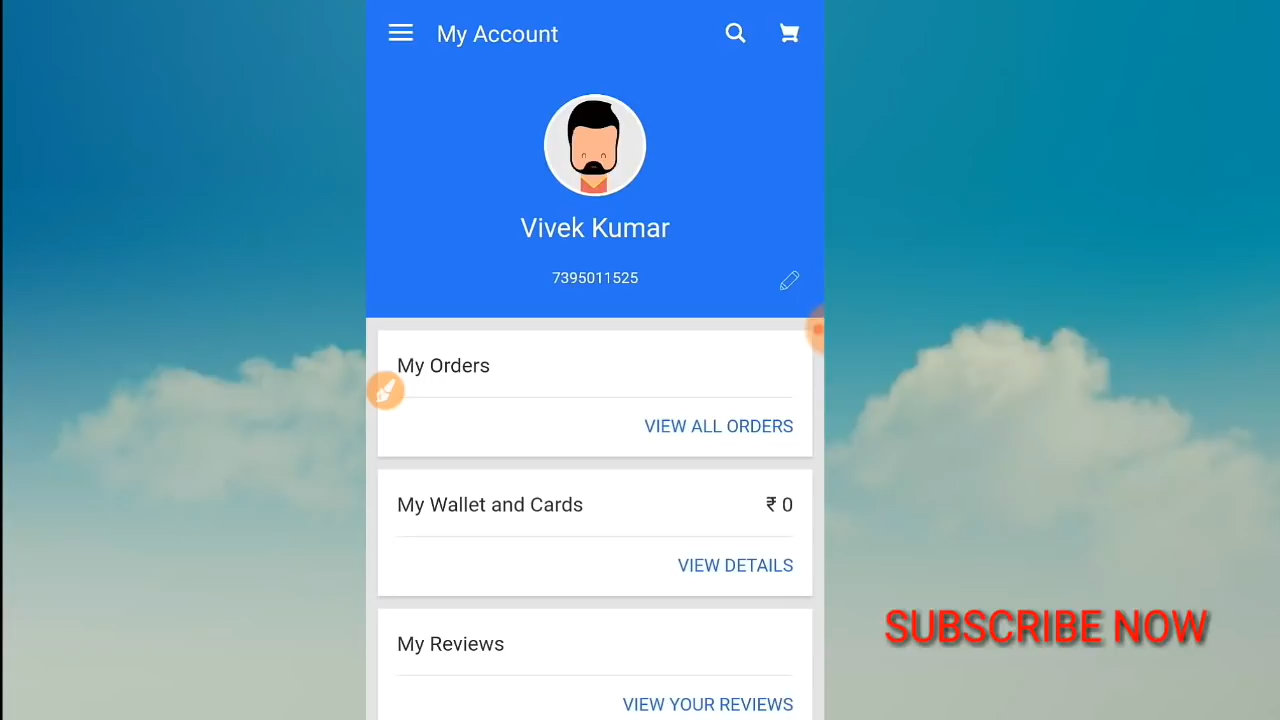 My Account
Vivek Kumar
7395011525
My Orders
VIEW ALL ORDERS
My Wallet and Cards ₹ 0
VIEW DETAILS
My Reviews
VIEW YOUR REVIEWS
SUBSCRIBE NOW